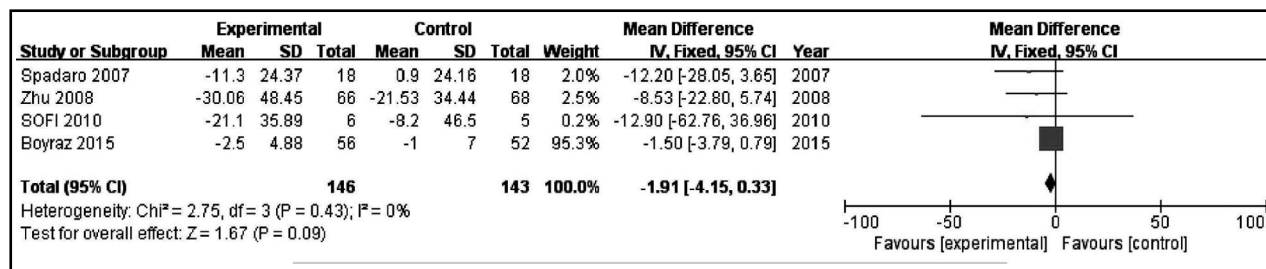 Experimental Control Mean Difference Mean Difference
Study or Subgroup Mean SD Total Mean SD Total Weight IV, Fixed, 95% CI Year IV, Fixed, 95% CI
Spadaro 2007 -11.3 24.37 18 0.9 24.16 18 2.0% -12.20 [-28.05, 3.65] 2007
Zhu 2008 -30.06 48.45 66 -21.53 34.44 68 2.5% -8.53 [-22.80, 5.74] 2008
SOFI 2010 -21.1 35.89 6 -8.2 46.5 5 0.2% -12.90 [-62.76, 36.96] 2010
Boyraz 2015 -2.5 4.88 56 -1 7 52 95.3% -1.50 [-3.79, 0.79] 2015
Total (95% CI) 146 143 100.0% -1.91 [-4.15, 0.33]
Heterogeneity: Chi² = 2.75, df = 3 (P = 0.43); I² = 0%
Test for overall effect: Z = 1.67 (P = 0.09)
-100 -50 0 50 100
Favours [experimental] Favours [control]